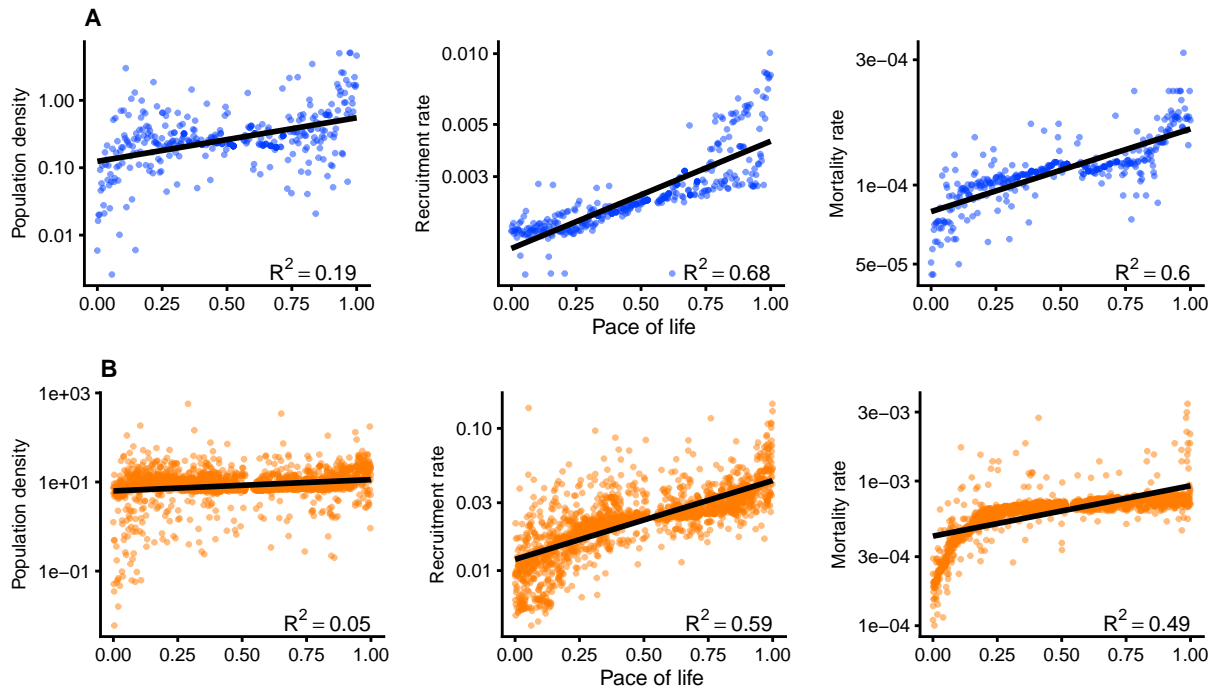 A
Population density
1.00
0.10
0.01
0.00 0.25 0.50 0.75 1.00
R² = 0.19
Recruitment rate
0.010
0.005
0.003
0.00 0.25 0.50 0.75 1.00
R² = 0.68
Pace of life
Mortality rate
3e−04
1e−04
5e−05
0.00 0.25 0.50 0.75 1.00
R² = 0.6
B
Population density
1e+03
1e+01
1e−01
0.00 0.25 0.50 0.75 1.00
R² = 0.05
Recruitment rate
0.10
0.03
0.01
0.00 0.25 0.50 0.75 1.00
R² = 0.59
Pace of life
Mortality rate
3e−03
1e−03
3e−04
1e−04
0.00 0.25 0.50 0.75 1.00
R² = 0.49